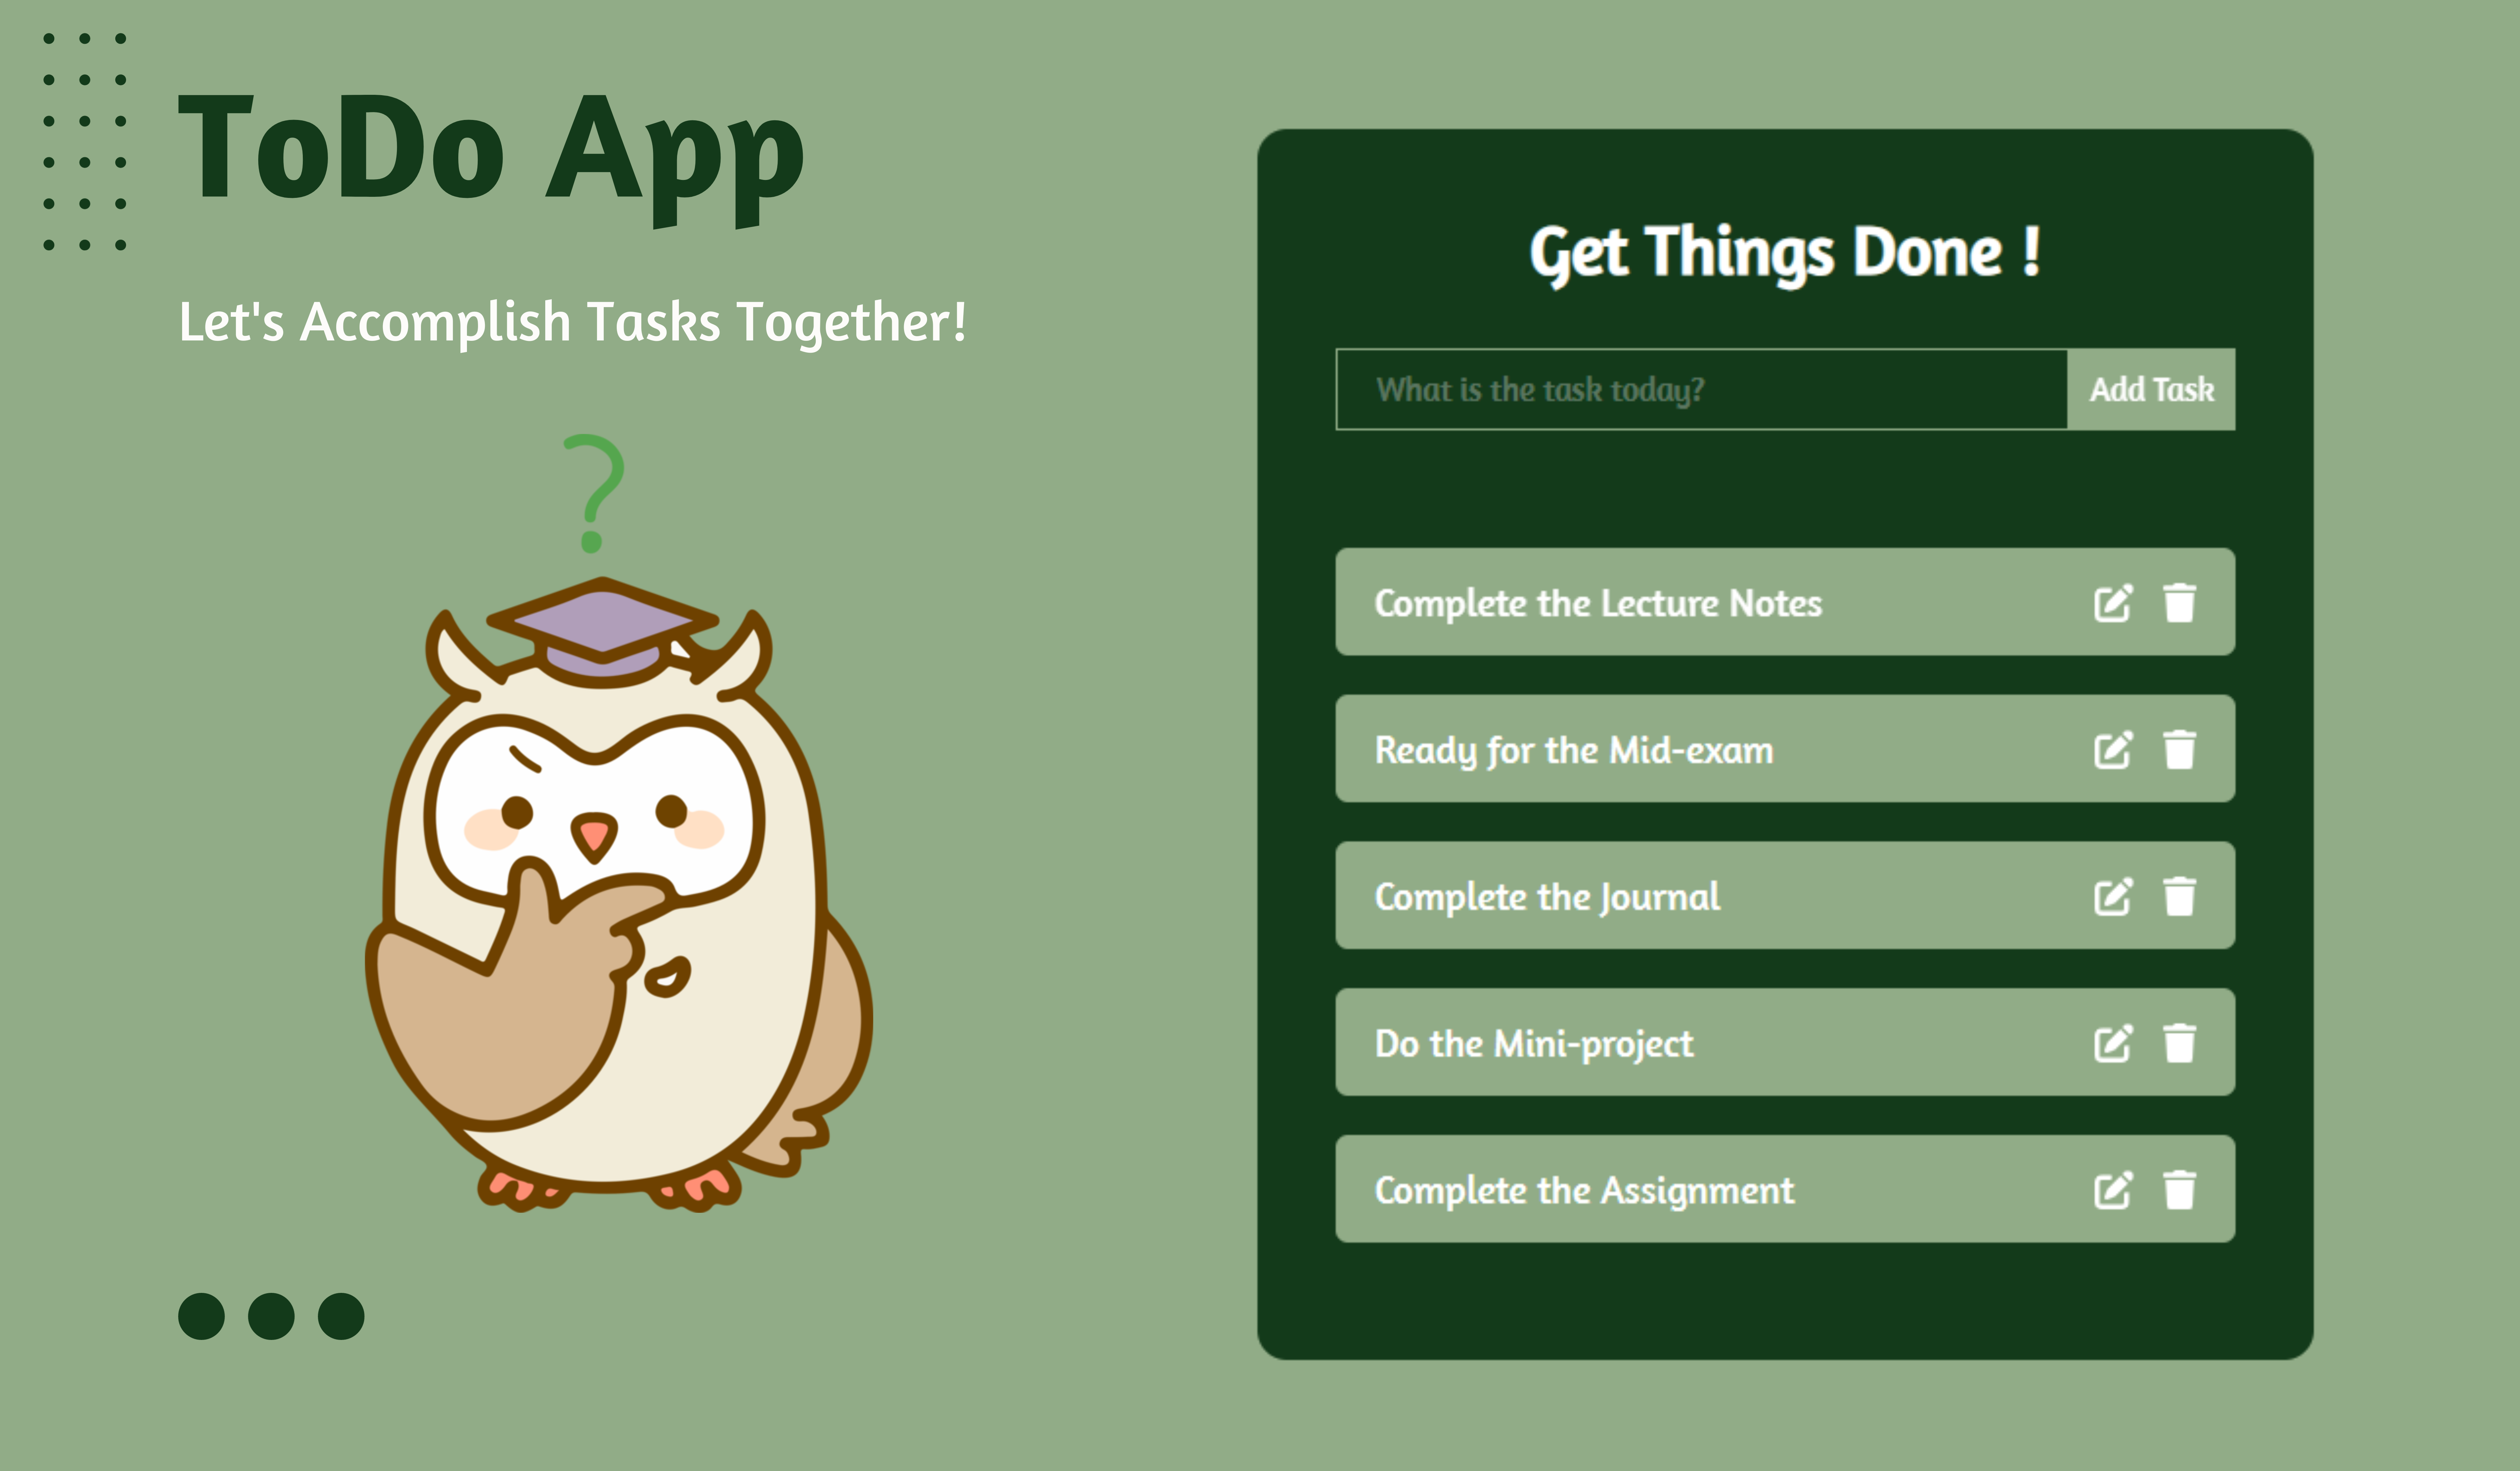 ToDo App
Let's Accomplish Tasks Together!
?
Get Things Done !
What is the task today?
Add Task
Complete the Lecture Notes
Ready for the Mid-exam
Complete the Journal
Do the Mini-project
Complete the Assignment